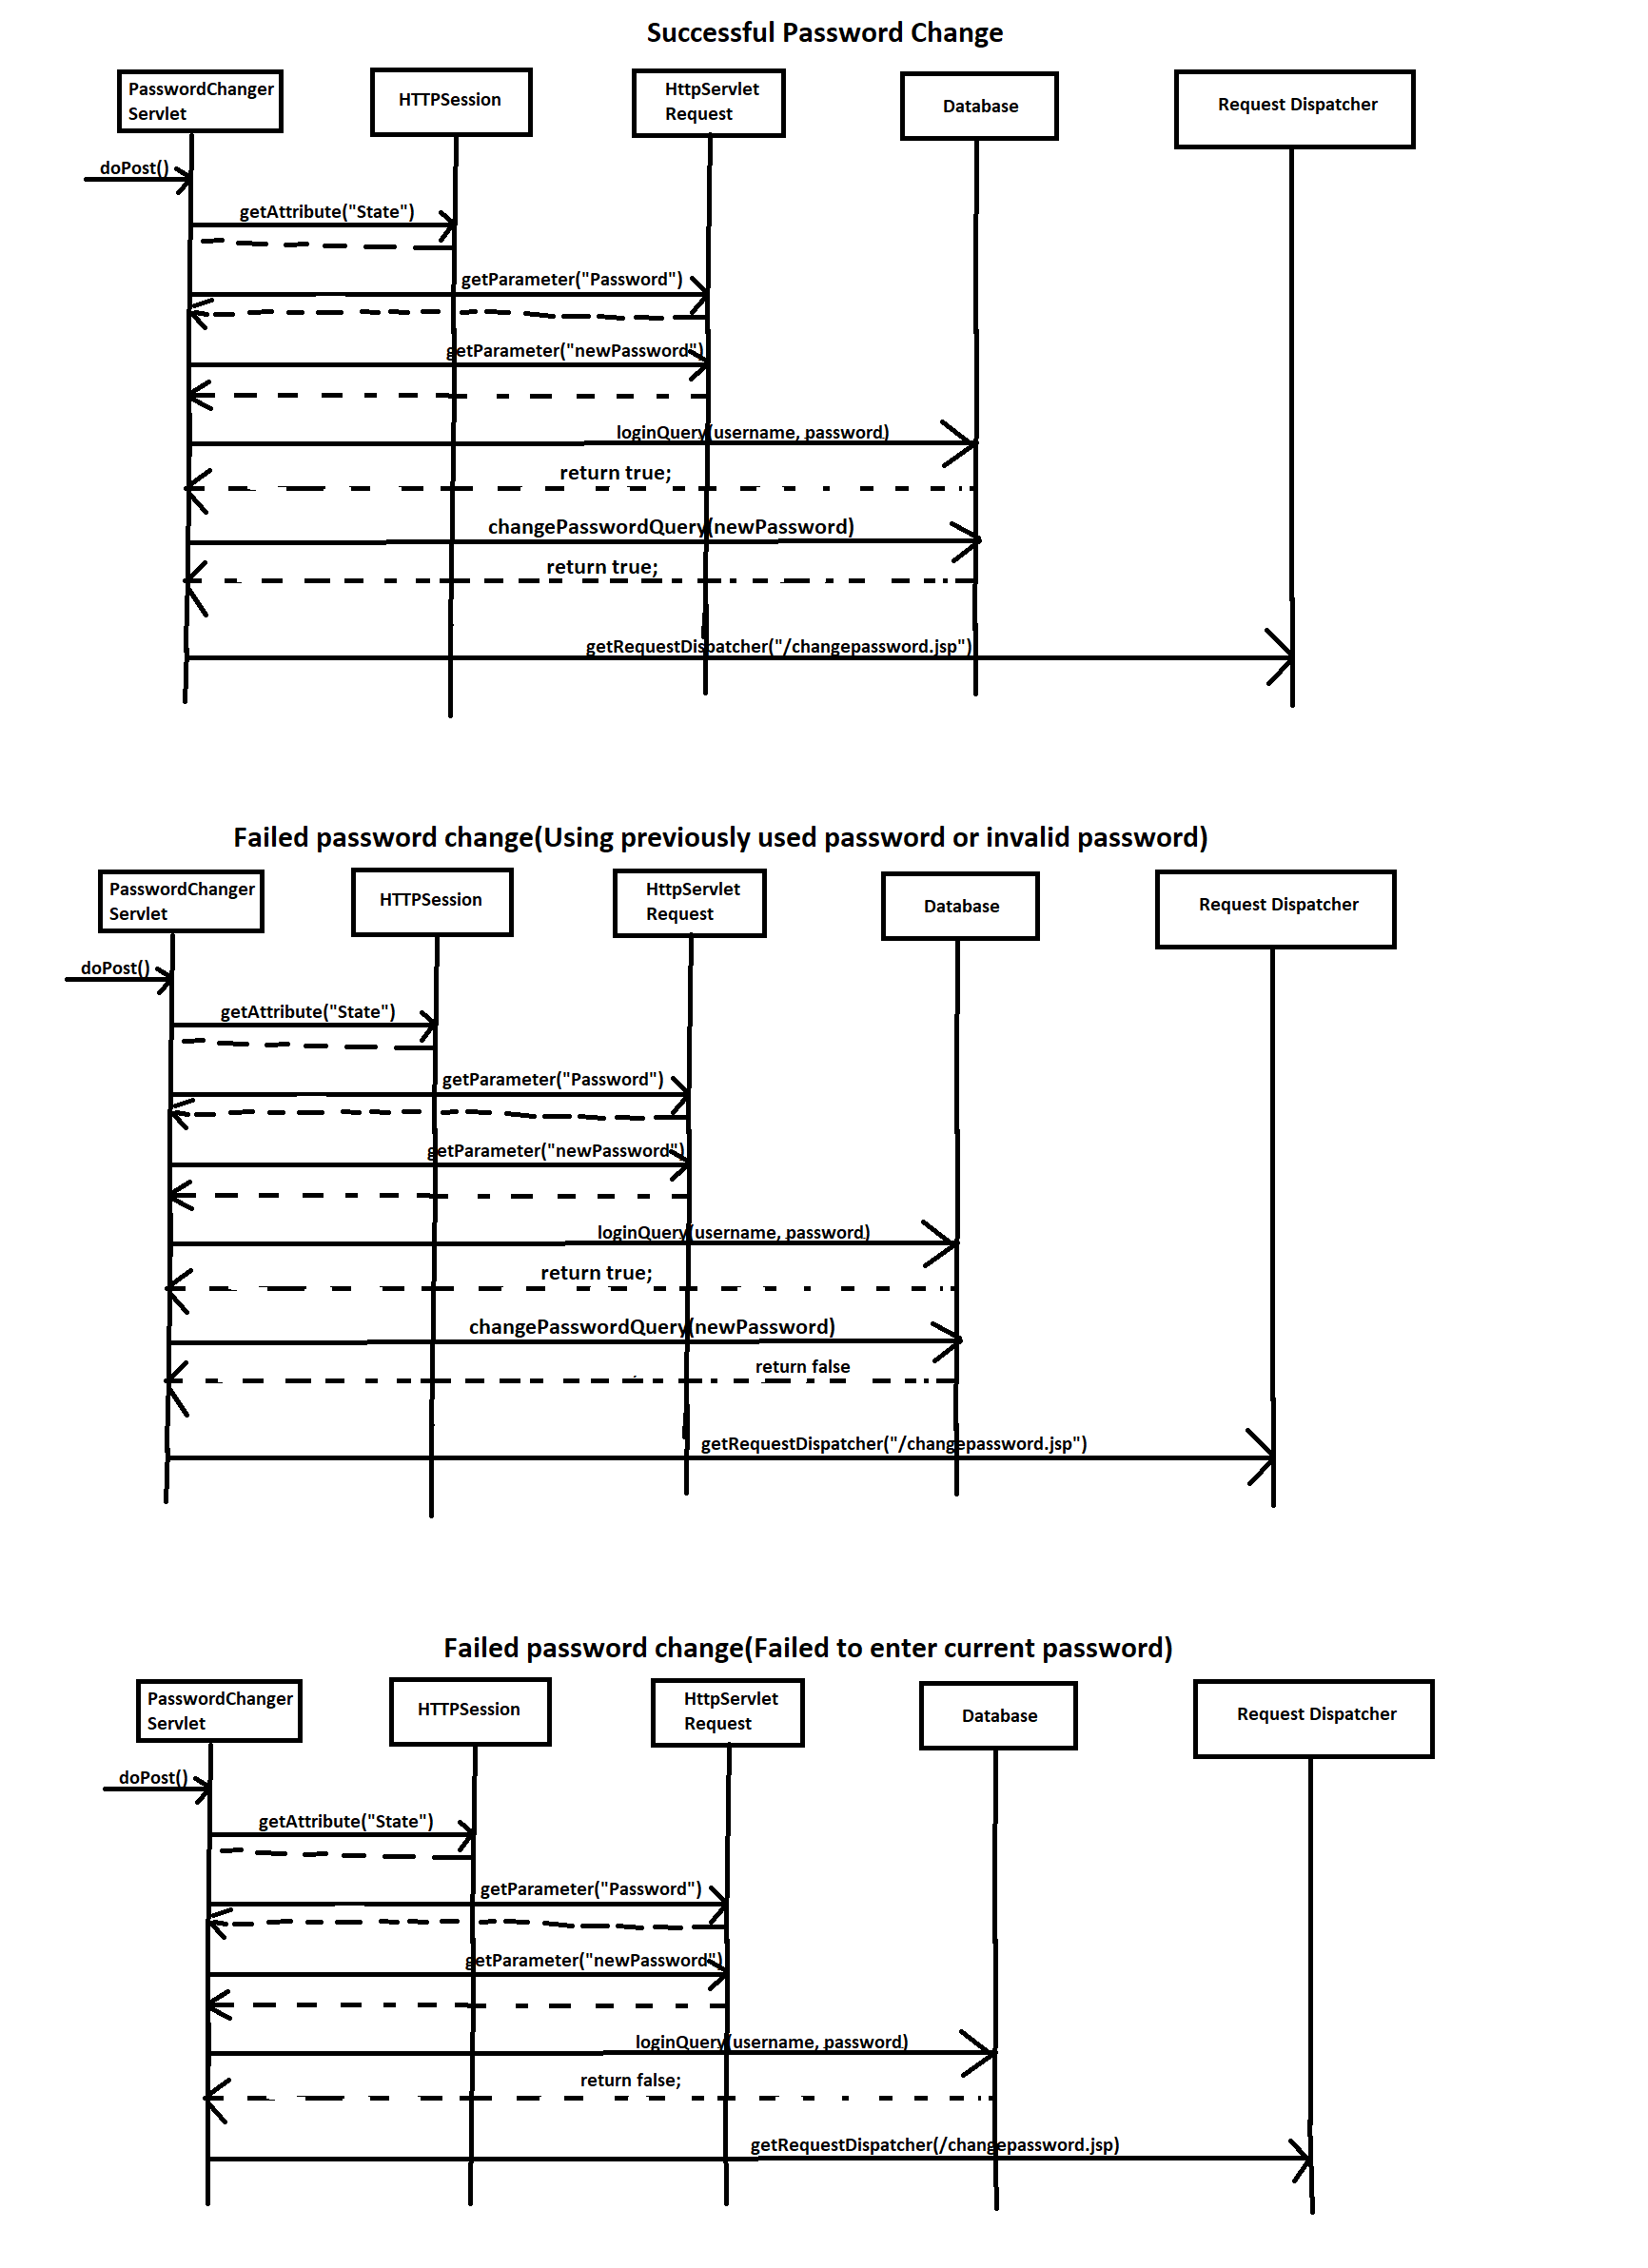 Successful Password Change
PasswordChanger
Servlet
HTTPSession
HttpServlet
Request
Database
Request Dispatcher
doPost()
getAttribute("State")
getParameter("Password")
getParameter("newPassword")
loginQuery(username, password)
return true;
changePasswordQuery(newPassword)
return true;
getRequestDispatcher("/changepassword.jsp")
Failed password change(Using previously used password or invalid password)
PasswordChanger
Servlet
HTTPSession
HttpServlet
Request
Database
Request Dispatcher
doPost()
getAttribute("State")
getParameter("Password")
getParameter("newPassword")
loginQuery(username, password)
return true;
changePasswordQuery(newPassword)
return false
getRequestDispatcher("/changepassword.jsp")
Failed password change(Failed to enter current password)
PasswordChanger
Servlet
HTTPSession
HttpServlet
Request
Database
Request Dispatcher
doPost()
getAttribute("State")
getParameter("Password")
getParameter("newPassword")
loginQuery(username, password)
return false;
getRequestDispatcher(/changepassword.jsp)